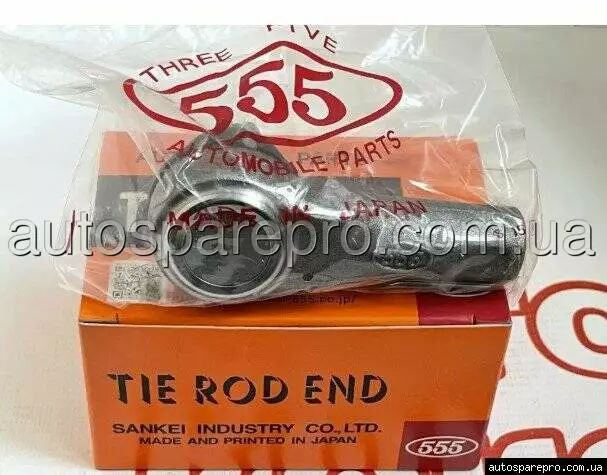 THREE FIVE
555
AUTOMOBILE PARTS
MADE IN JAPAN
autosparepro.com.ua
TIE ROD END
SANKEI INDUSTRY CO.,LTD.
MADE AND PRINTED IN JAPAN
555
autosparepro.com.ua